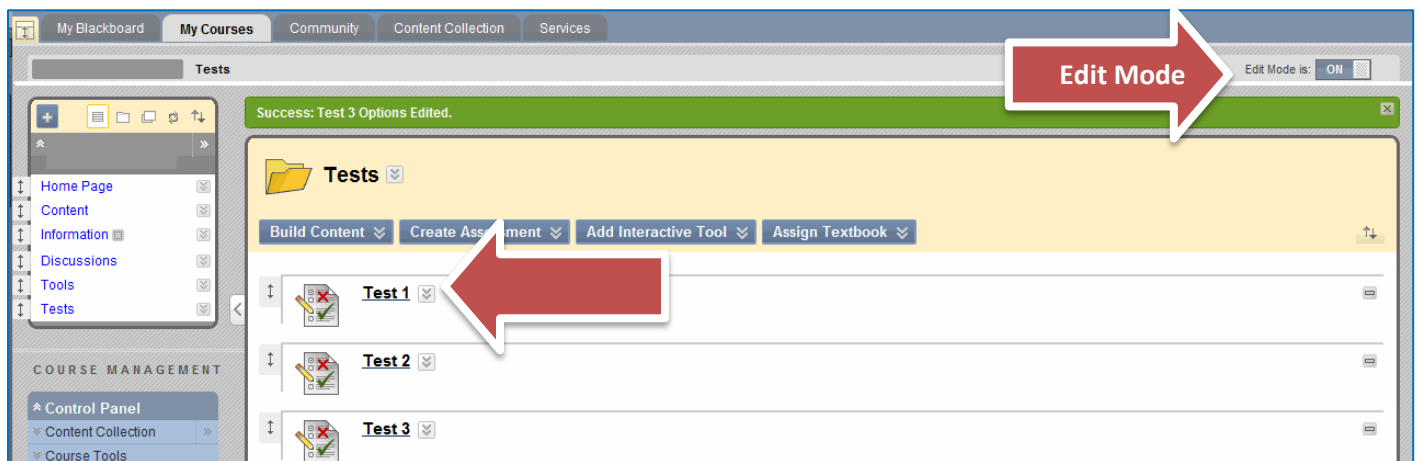 My Blackboard My Courses Community Content Collection Services
Tests
Edit Mode
Edit Mode is: ON
Success: Test 3 Options Edited.
Tests
Home Page
Content
Information
Discussions
Tools
Tests
Build Content Create Assessment Add Interactive Tool Assign Textbook
Test 1
Test 2
Test 3
COURSE MANAGEMENT
Control Panel
Content Collection
Course Tools